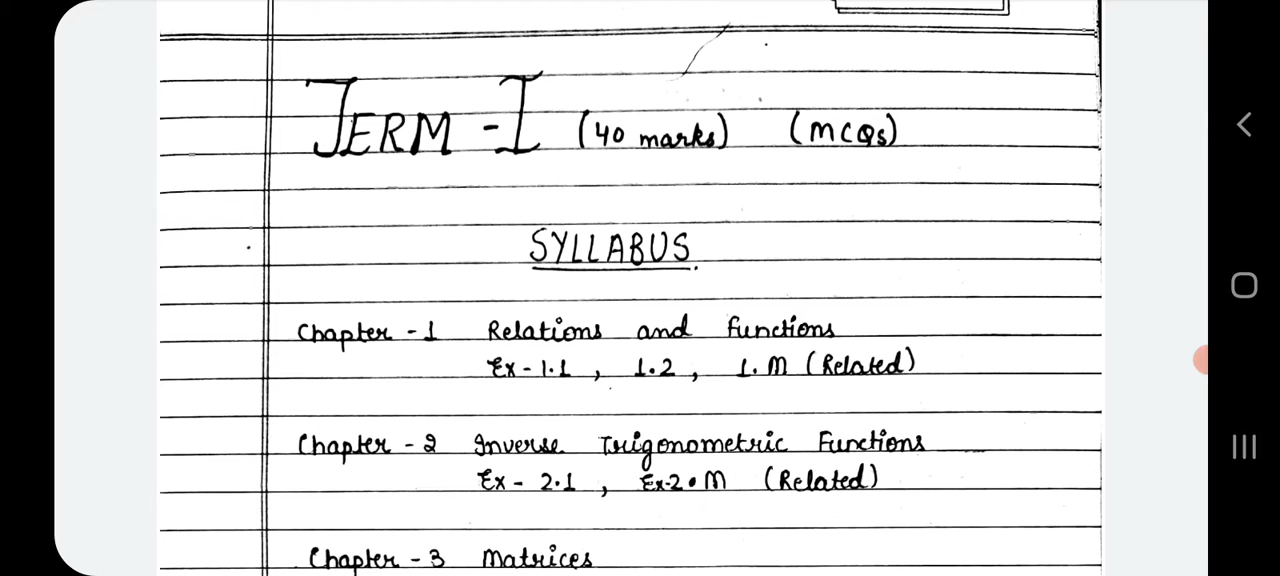 TERM - I (40 marks) (MCQs)
SYLLABUS.
Chapter - 1 Relations and Functions
Ex - 1.1 , 1.2 , 1.M (Related)
Chapter - 2 Inverse Trigonometric Functions
Ex - 2.1 , Ex-2.M (Related)
Chapter - 3 Matrices